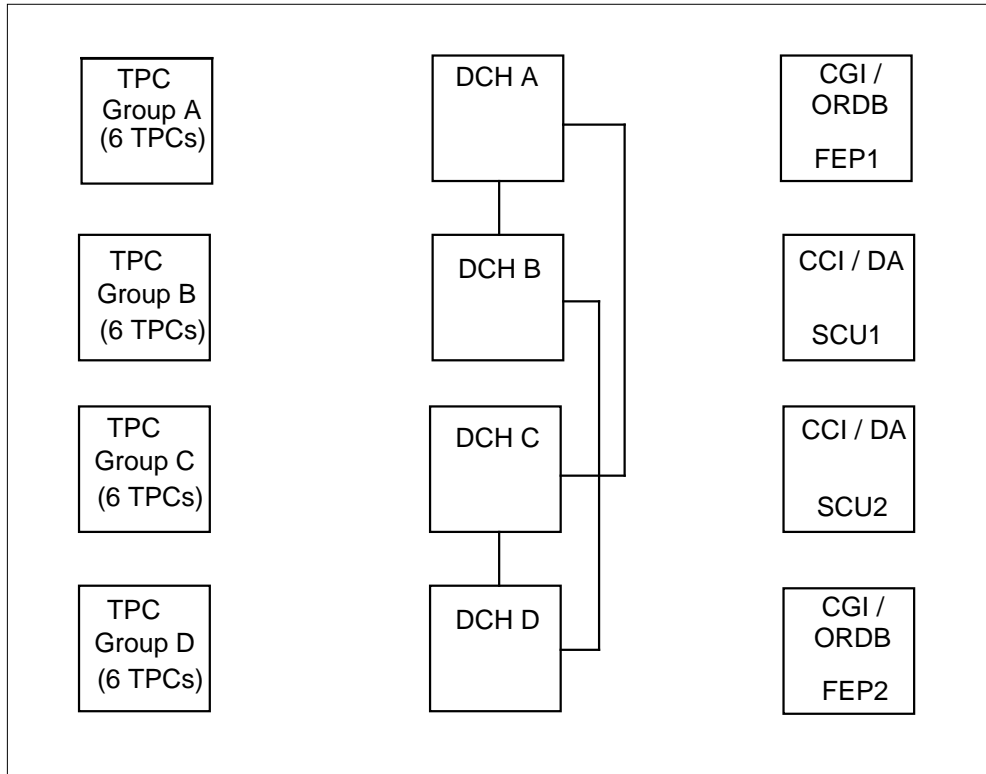 TPC
Group A
(6 TPCs)
DCH A
CGI /
ORDB
FEP1
TPC
Group B
(6 TPCs)
DCH B
CCI / DA
SCU1
TPC
Group C
(6 TPCs)
DCH C
CCI / DA
SCU2
TPC
Group D
(6 TPCs)
DCH D
CGI /
ORDB
FEP2